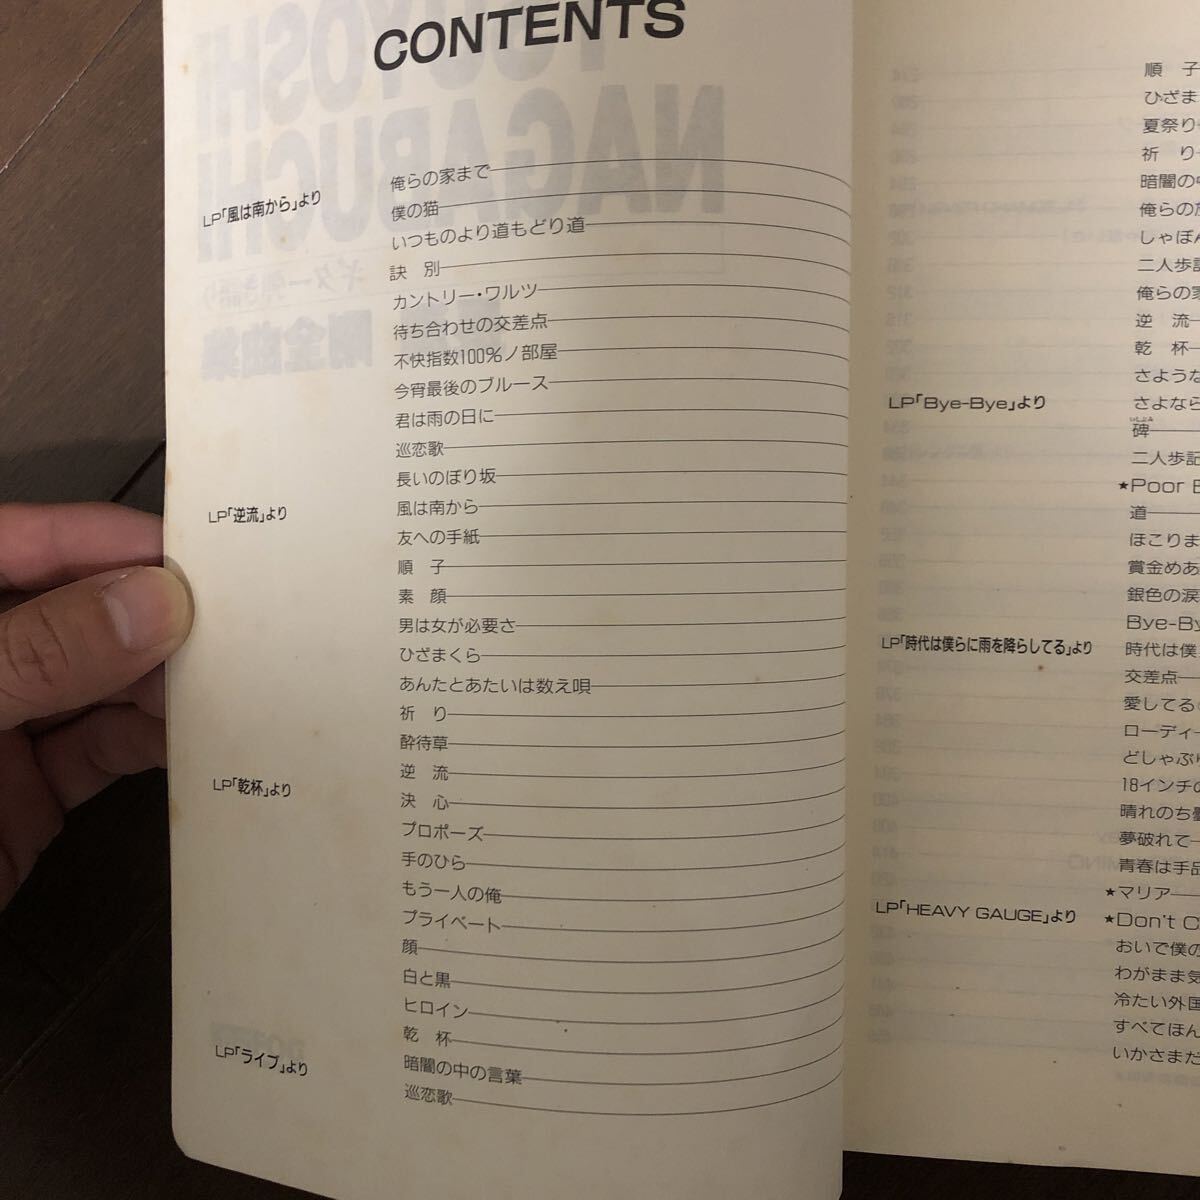 CONTENTS
LP「風は南から」より
俺らの家まで
僕の猫
いつものより道もどり道
訣 別
カントリー・ワルツ
待ち合わせの交差点
不快指数100%ノ部屋
今宵最後のブルース
君は雨の日に
巡恋歌
長いのぼり坂
LP「逆流」より
風は南から
友への手紙
順 子
素 顔
男は女が必要さ
ひざまくら
あんたとあたいは数え唄
祈 り
酔待草
逆 流
LP「乾杯」より
決 心
プロポーズ
手のひら
もう一人の俺
プライベート
顔
白と黒
ヒロイン
乾 杯
LP「ライブ」より
暗闇の中の言葉
巡恋歌
順 子
ひざま
夏祭り
祈 り
暗闇の中
俺らの
しゃぼん
二人歩記
俺らの家
逆 流
乾 杯
さような
さよなら
LP「Bye-Bye」より
碑
いしぶみ
二人歩記
★Poor
道
ほこりま
賞金めあ
銀色の涙
Bye-By
LP「時代は僕らに雨を降らしてる」より
時代は僕
交差点
愛してる
ローディー
どしゃぶり
18インチの
晴れのち憂
夢破れて
青春は手品
★マリア
LP「HEAVY GAUGE」より
★Don't C
おいで僕の
わがまま気
冷たい外国
すべてほん
いかさまだ